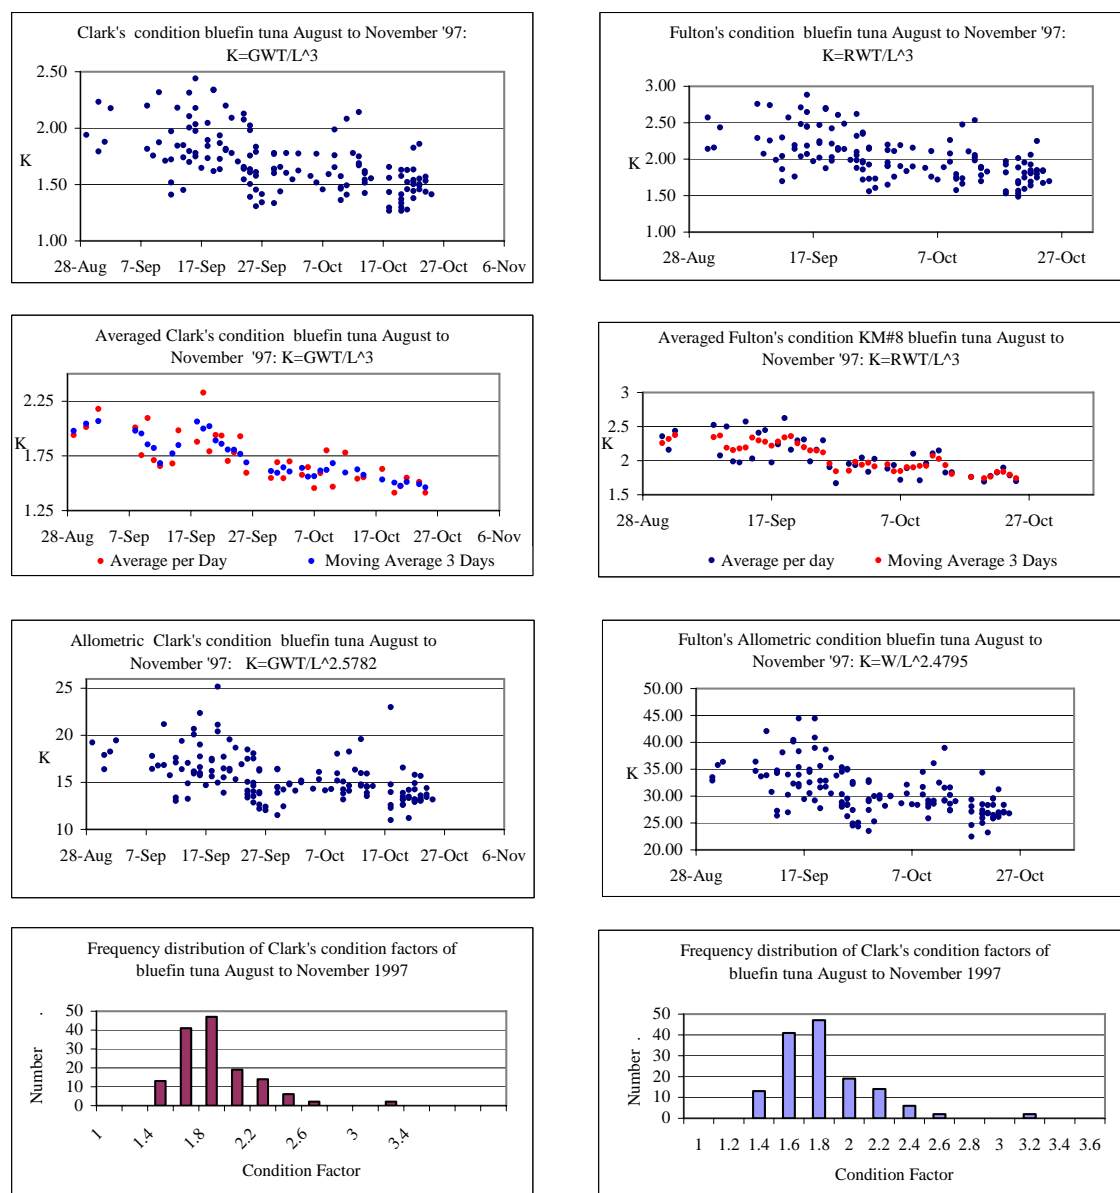 Clark's condition bluefin tuna August to November '97:
K=GWT/L^3
2.50
2.00
K
1.50
1.00
28-Aug 7-Sep 17-Sep 27-Sep 7-Oct 17-Oct 27-Oct 6-Nov
Fulton's condition bluefin tuna August to November '97:
K=RWT/L^3
3.00
2.50
2.00
K
1.50
1.00
28-Aug 17-Sep 7-Oct 27-Oct
Averaged Clark's condition bluefin tuna August to
November '97: K=GWT/L^3
2.25
K
1.75
1.25
28-Aug 7-Sep 17-Sep 27-Sep 7-Oct 17-Oct 27-Oct 6-Nov
Average per Day Moving Average 3 Days
Averaged Fulton's condition KM#8 bluefin tuna August to
November '97: K=RWT/L^3
3
2.5
K
2
1.5
28-Aug 17-Sep 7-Oct 27-Oct
Average per day Moving Average 3 Days
Allometric Clark's condition bluefin tuna August to
November '97: K=GWT/L^2.5782
25
20
K
15
10
28-Aug 7-Sep 17-Sep 27-Sep 7-Oct 17-Oct 27-Oct 6-Nov
Fulton's Allometric condition bluefin tuna August to
November '97: K=W/L^2.4795
50.00
45.00
40.00
35.00
K
30.00
25.00
20.00
28-Aug 17-Sep 7-Oct 27-Oct
Frequency distribution of Clark's condition factors of
bluefin tuna August to November 1997
50
40
30
20
10
0
Number .
1 1.4 1.8 2.2 2.6 3 3.4
Condition Factor
Frequency distribution of Clark's condition factors of
bluefin tuna August to November 1997
50
40
30
20
10
0
Number .
1 1.2 1.4 1.6 1.8 2 2.2 2.4 2.6 2.8 3 3.2 3.4 3.6
Condition Factor